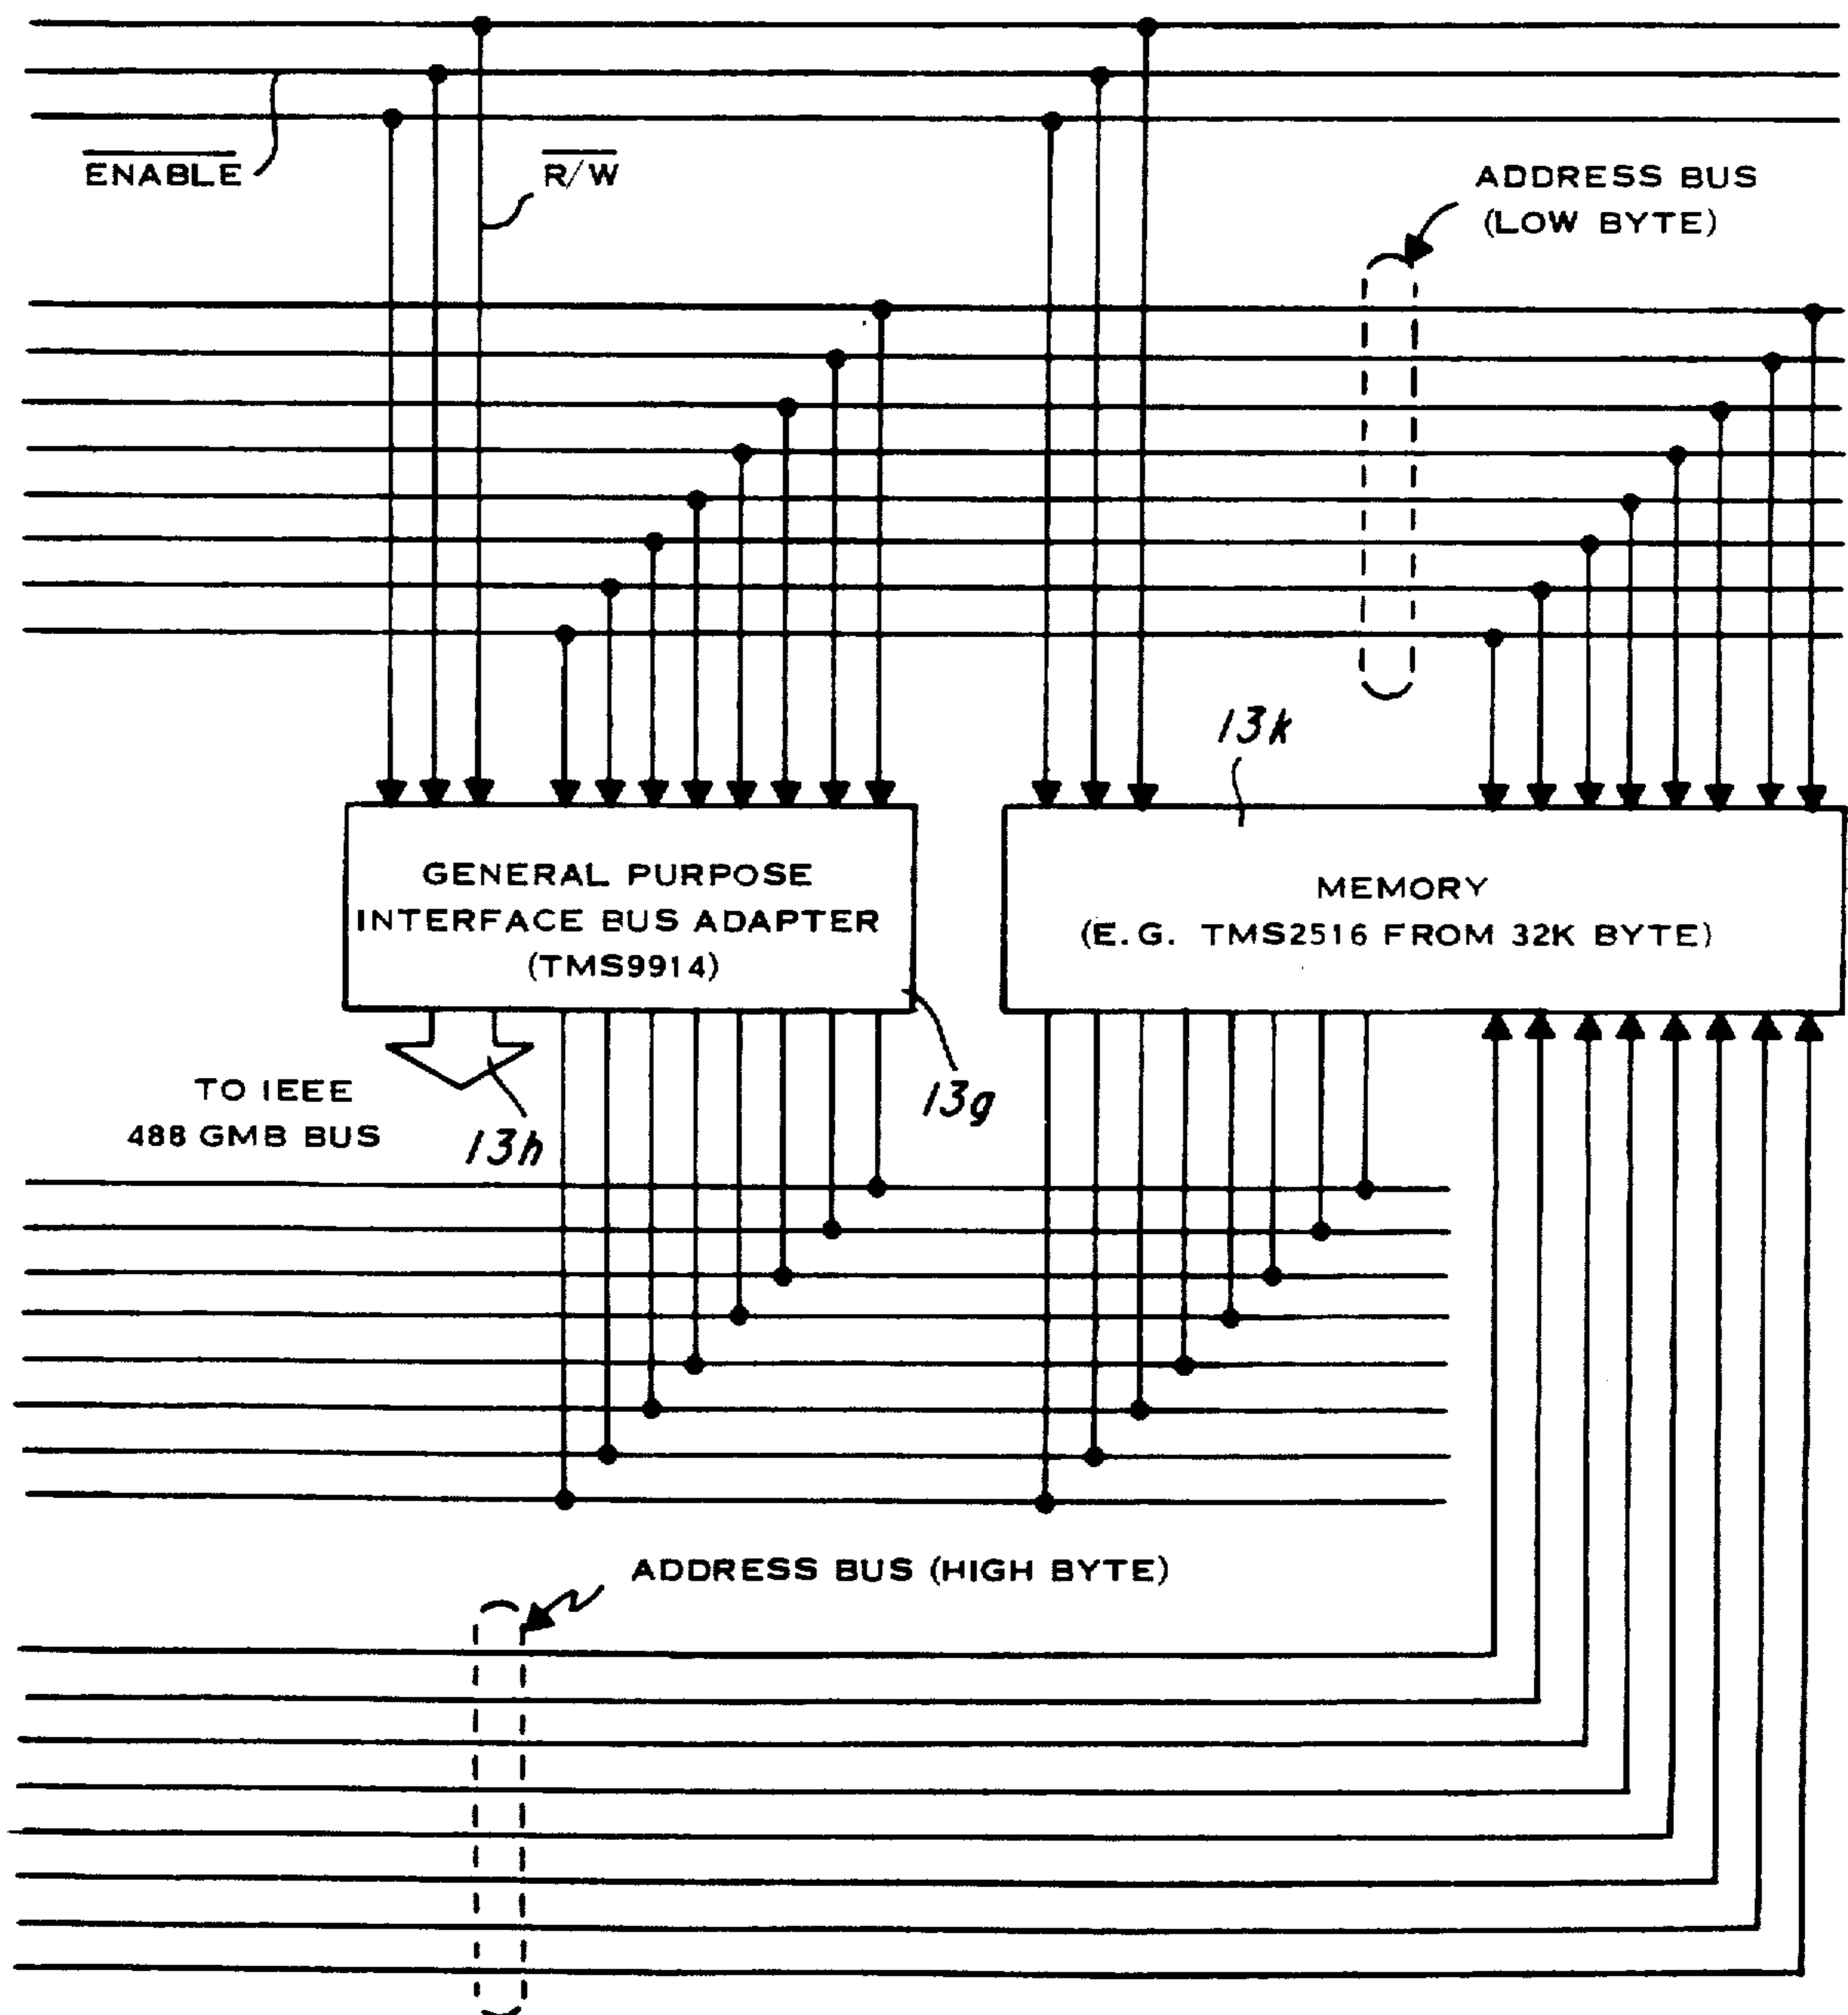 ENABLE
R/W
ADDRESS BUS
(LOW BYTE)
13k
GENERAL PURPOSE
INTERFACE BUS ADAPTER
(TMS9914)
MEMORY
(E.G. TMS2516 FROM 32K BYTE)
13g
TO IEEE
488 GMB BUS
13h
ADDRESS BUS (HIGH BYTE)